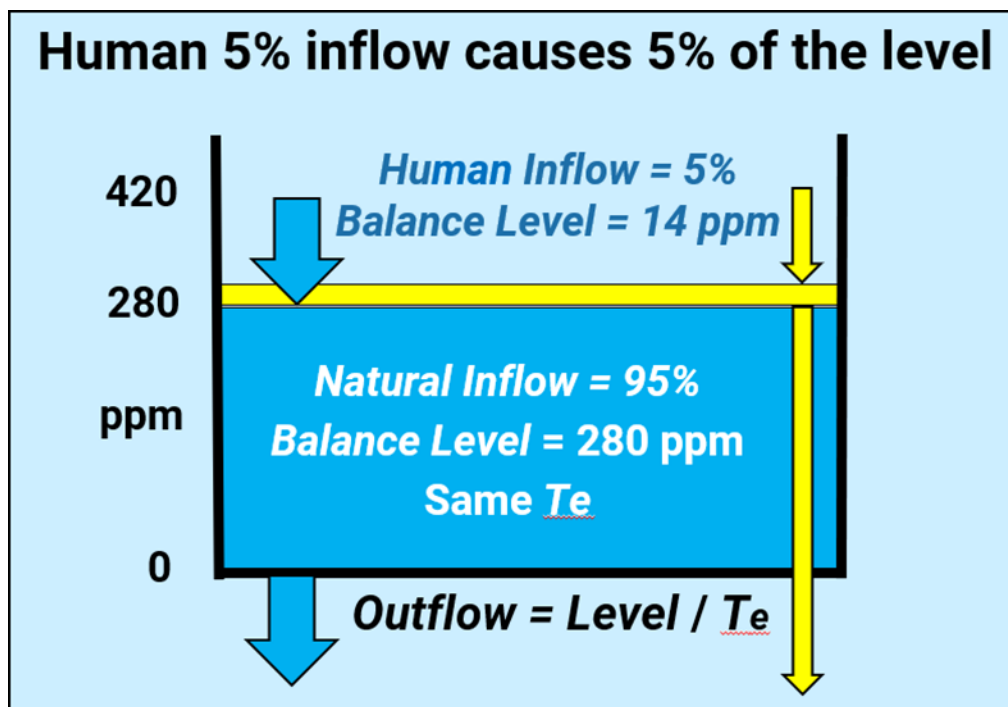 Human 5% inflow causes 5% of the level
420
Human Inflow = 5%
Balance Level = 14 ppm
280
Natural Inflow = 95%
ppm
Balance Level = 280 ppm
Same Te
0
Outflow = Level / Te